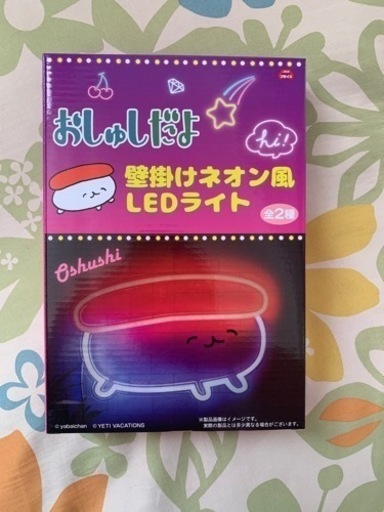 おしゅしだよ
hi!
壁掛けネオン風
LEDライト
全2種
Oshushi
※製品画像はイメージです。
実際の製品とは多少異なる場合がございます。
© yabaichan © YETI VACATIONS